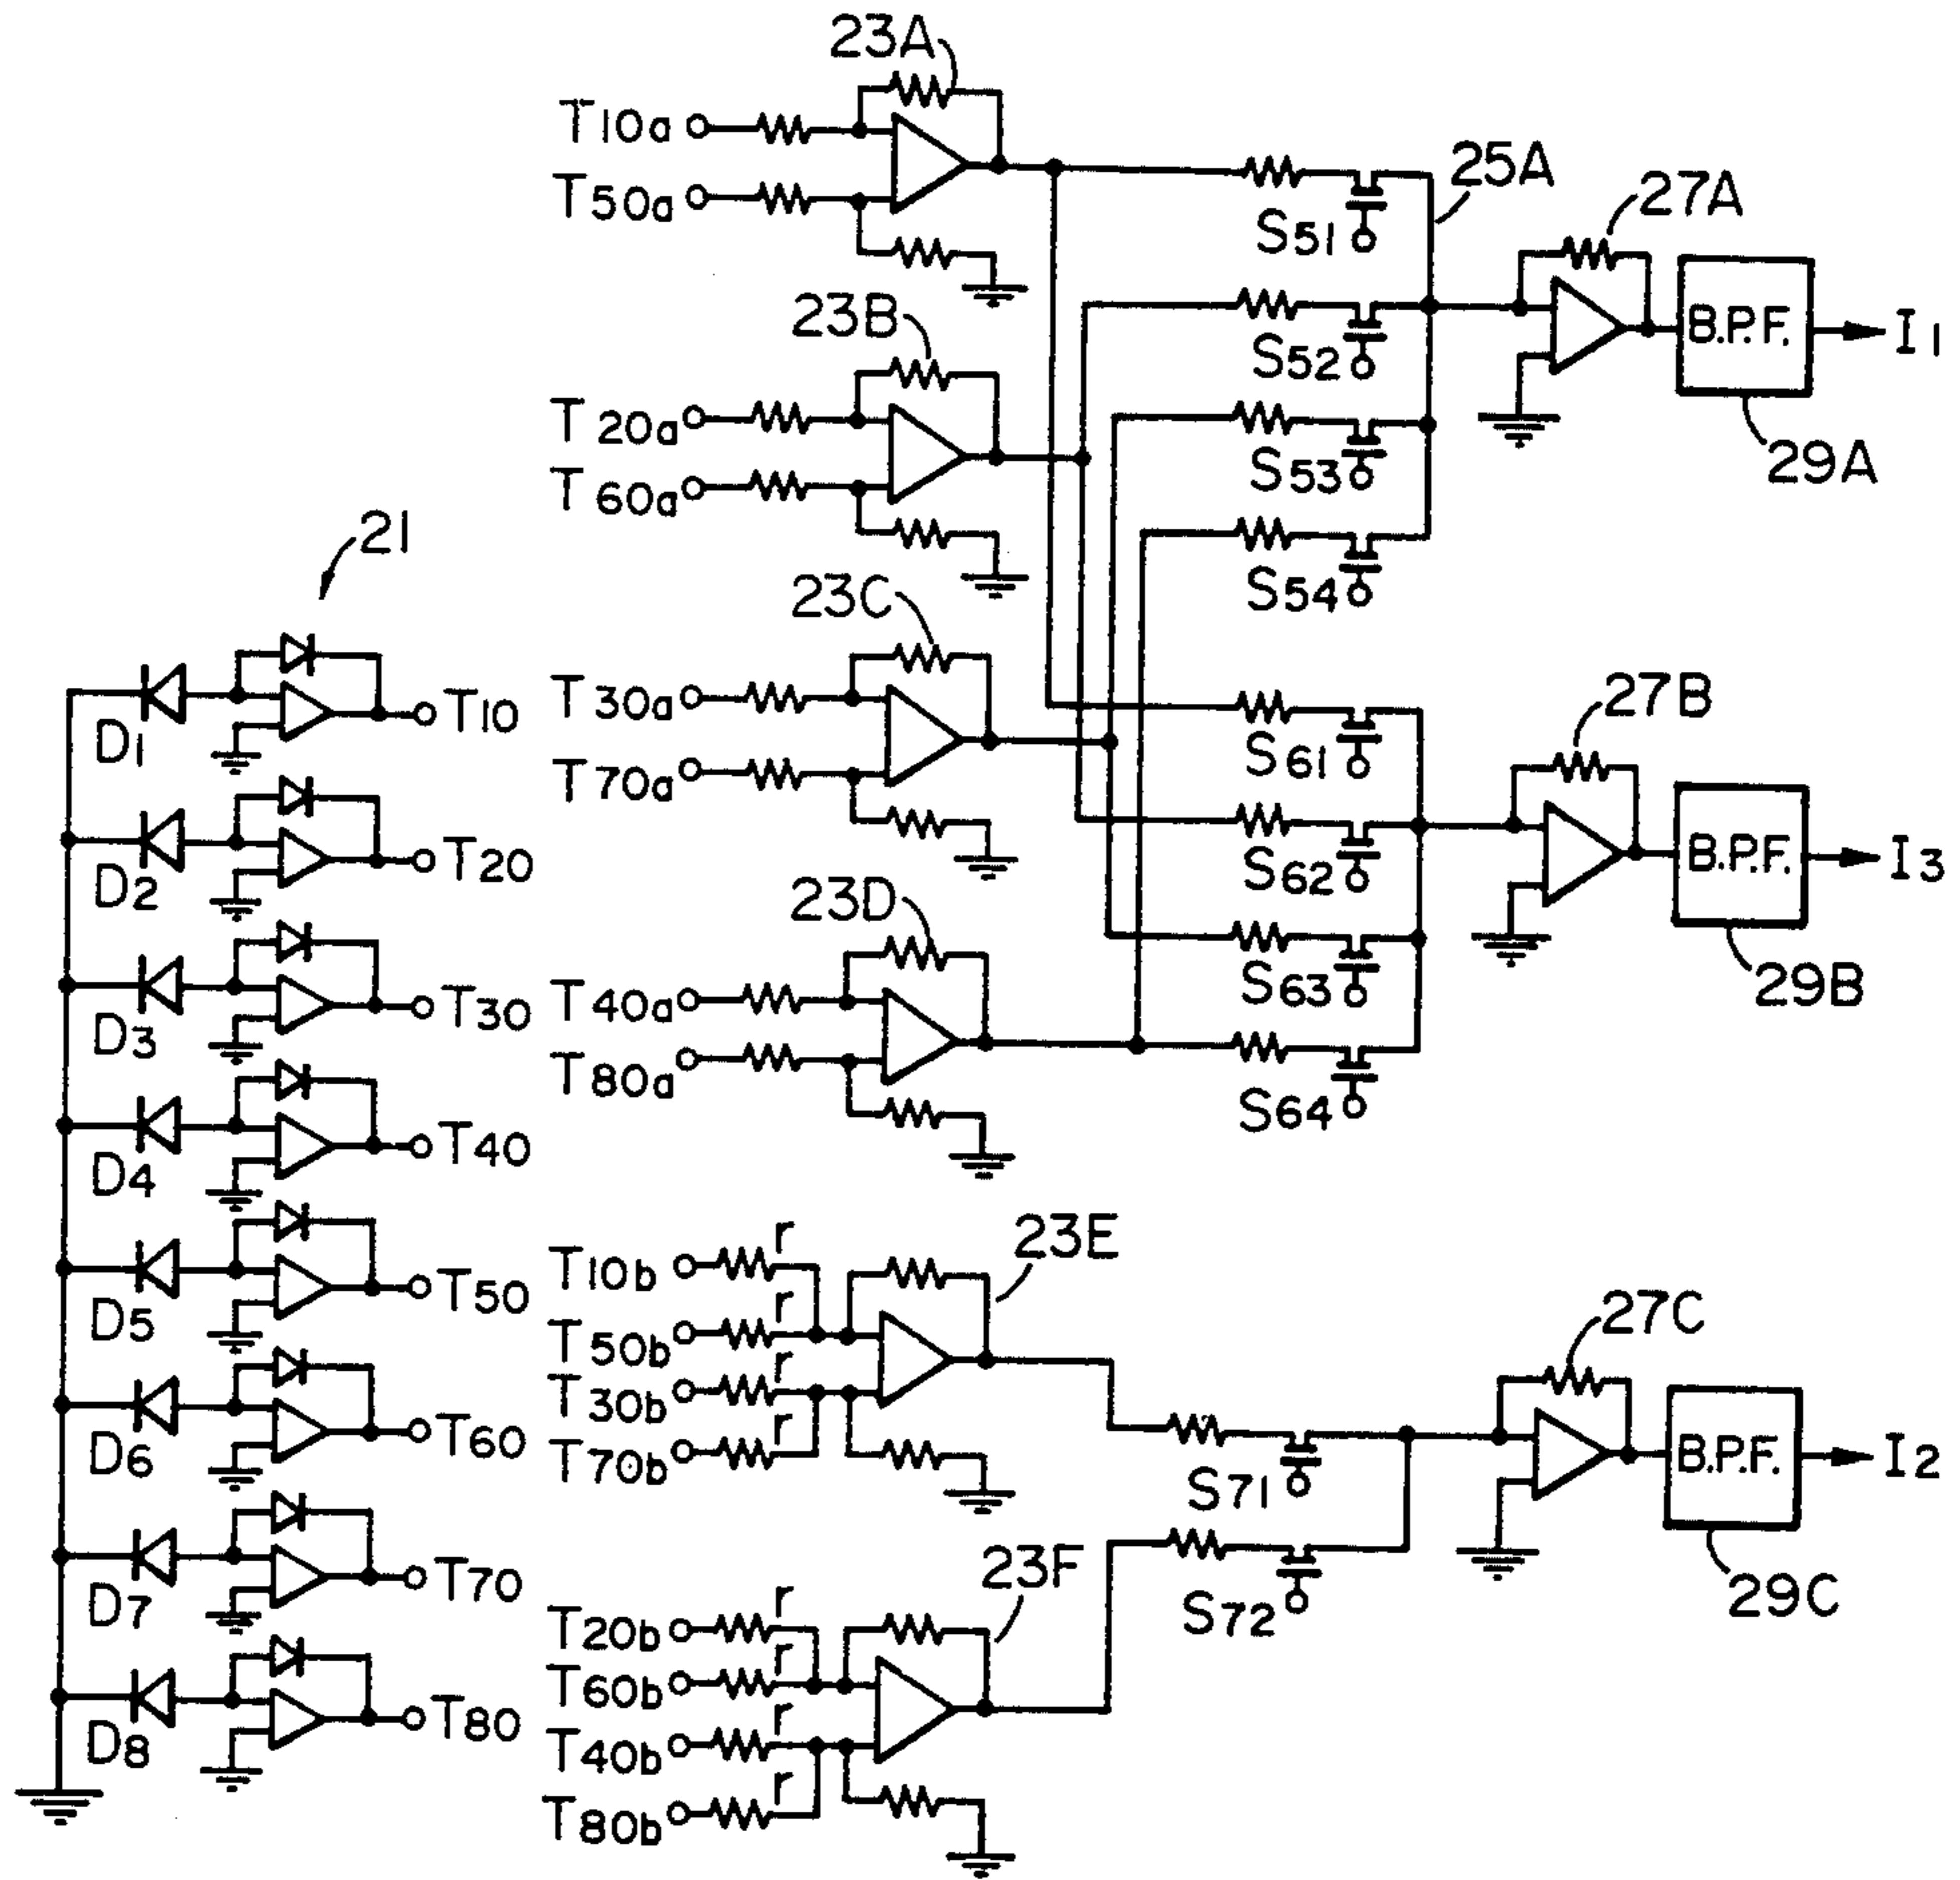 21
D1
T10
D2
T20
D3
T30
D4
T40
D5
T50
D6
T60
D7
T70
D8
T80
23A
T10a
T50a
23B
T20a
T60a
23C
T30a
T70a
23D
T40a
T80a
23E
T10b r
T50b r
T30b r
T70b r
23F
T20b r
T60b r
T40b r
T80b r
25A
S51
S52
S53
S54
27A
B.P.F.
I1
29A
S61
S62
S63
S64
27B
B.P.F.
I3
29B
S71
S72
27C
B.P.F.
I2
29C